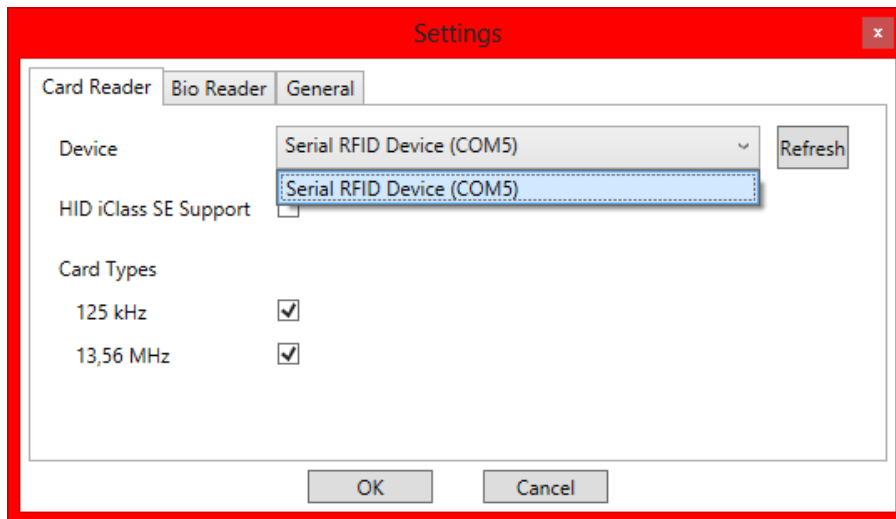 Settings
x
Card Reader Bio Reader General
Device Serial RFID Device (COM5) Refresh
Serial RFID Device (COM5)
HID iClass SE Support
Card Types
125 kHz
13,56 MHz
OK Cancel